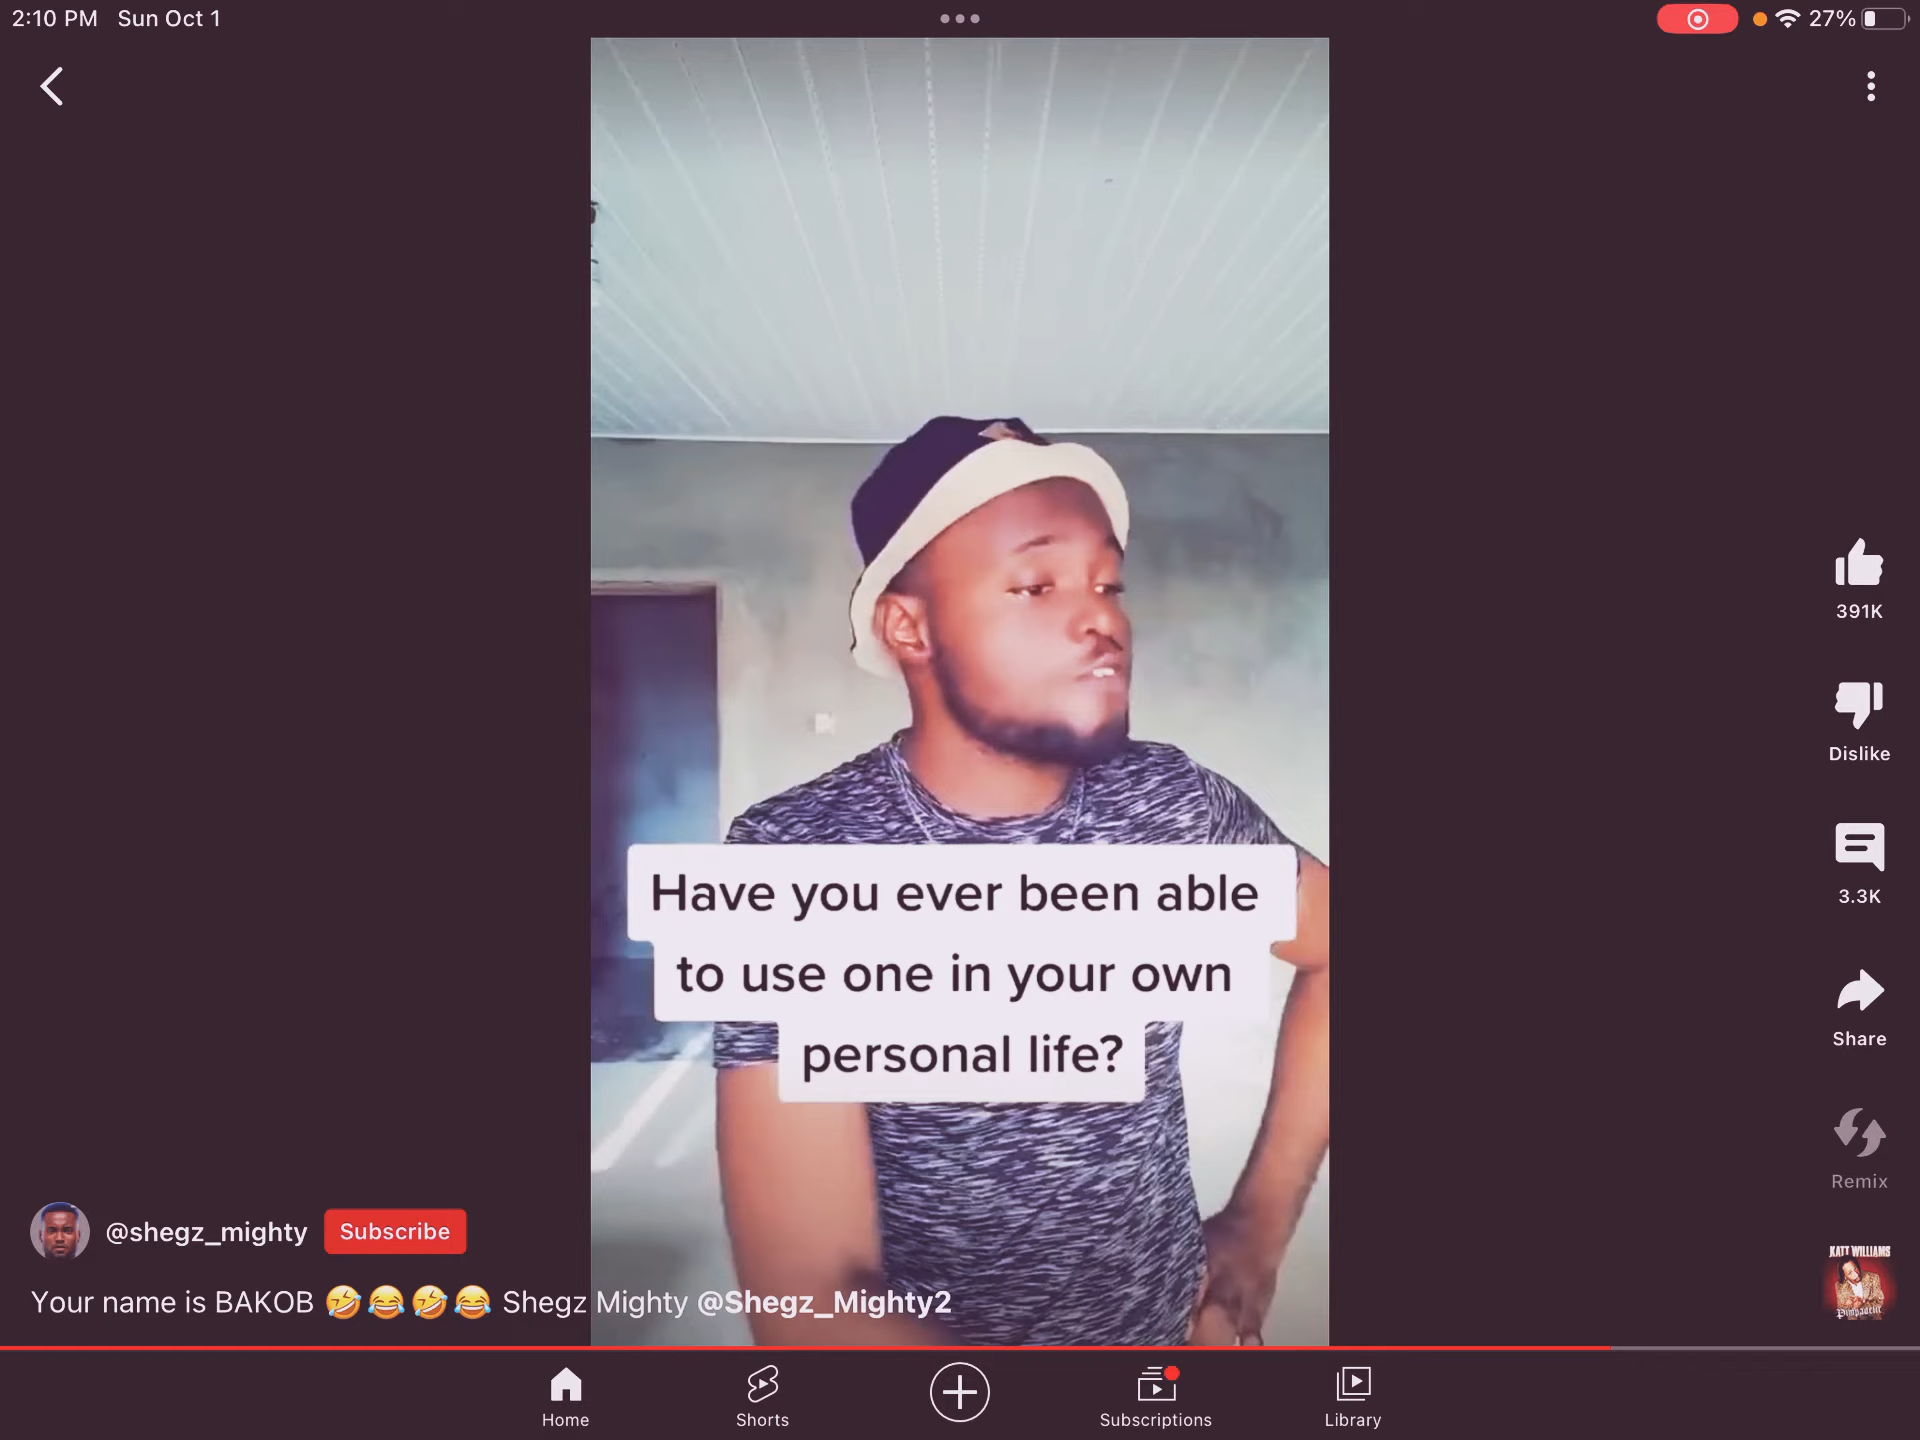 2:10 PM Sun Oct 1
27%
Have you ever been able
to use one in your own
personal life?
391K
Dislike
3.3K
Share
Remix
KATT WILLIAMS
Pimpadelic
@shegz_mighty Subscribe
Your name is BAKOB 🤣😂🤣😂 Shegz Mighty @Shegz_Mighty2
Home Shorts Subscriptions Library